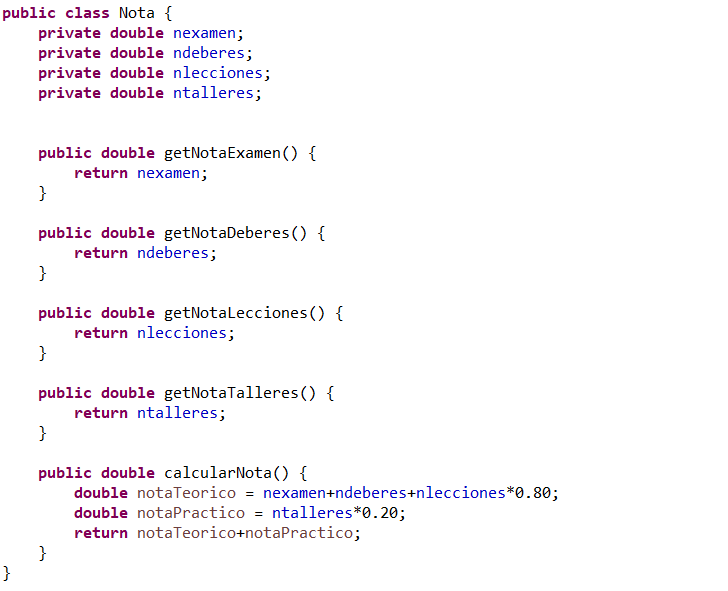 public class Nota {
    private double nexamen;
    private double ndeberes;
    private double nlecciones;
    private double ntalleres;

    public double getNotaExamen() {
        return nexamen;
    }

    public double getNotaDeberes() {
        return ndeberes;
    }

    public double getNotaLecciones() {
        return nlecciones;
    }

    public double getNotaTalleres() {
        return ntalleres;
    }

    public double calcularNota() {
        double notaTeorico = nexamen+ndeberes+nlecciones*0.80;
        double notaPractico = ntalleres*0.20;
        return notaTeorico+notaPractico;
    }
}